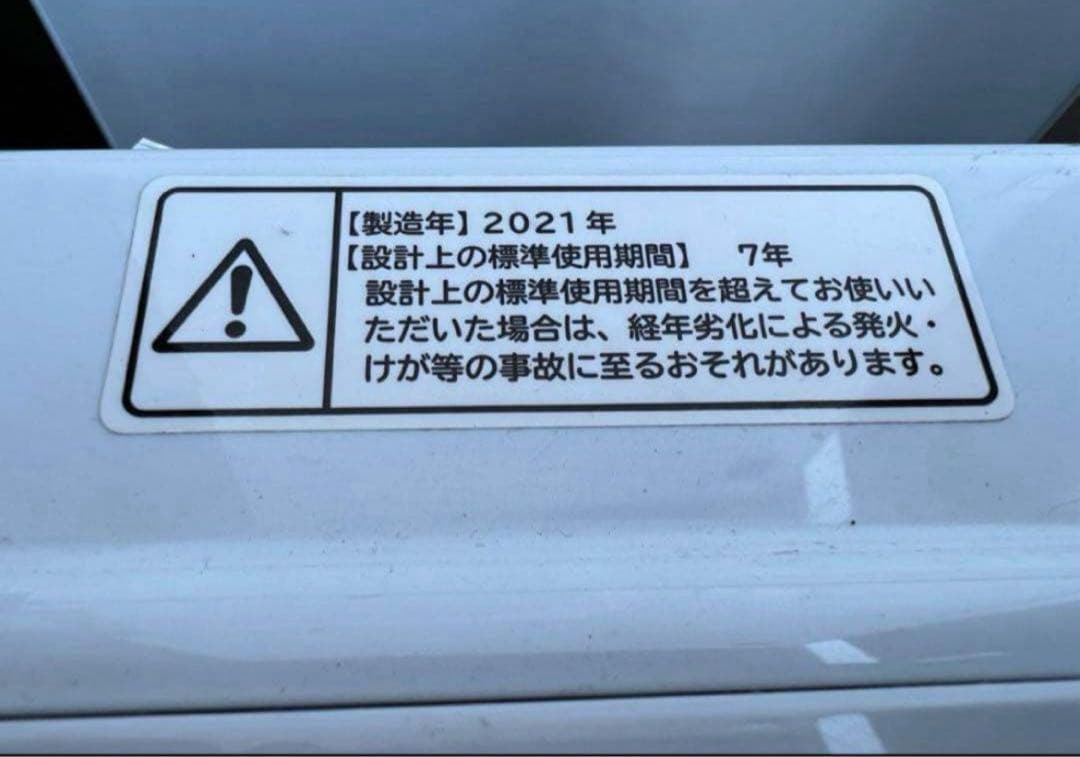 【製造年】2021年
【設計上の標準使用期間】 7年
設計上の標準使用期間を超えてお使いい
ただいた場合は、経年劣化による発火・
けが等の事故に至るおそれがあります。